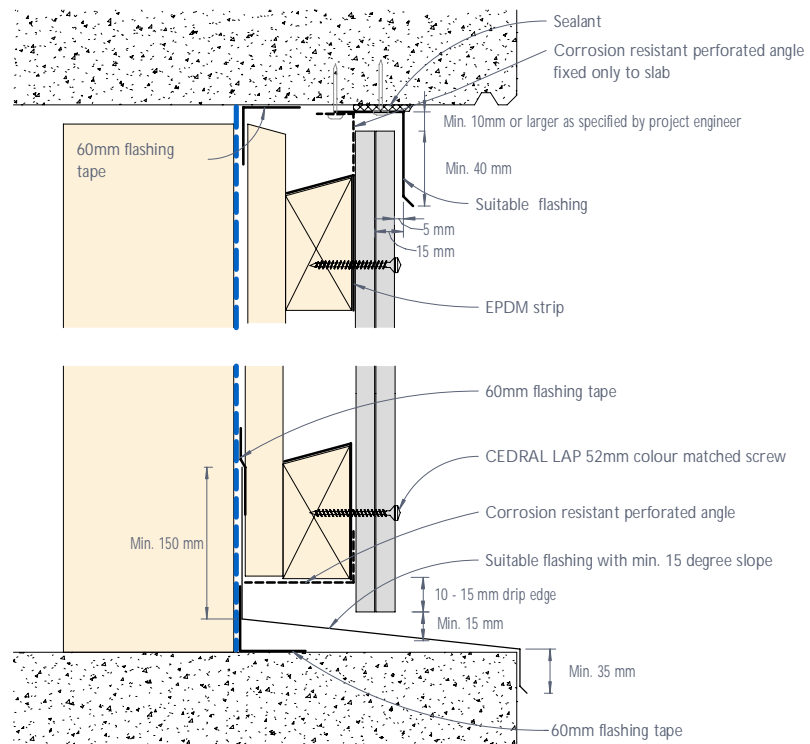 Sealant
Corrosion resistant perforated angle
fixed only to slab
Min. 10mm or larger as specified by project engineer
60mm flashing
tape
Min. 40 mm
Suitable flashing
5 mm
15 mm
EPDM strip
60mm flashing tape
CEDRAL LAP 52mm colour matched screw
Corrosion resistant perforated angle
Min. 150 mm
Suitable flashing with min. 15 degree slope
10 - 15 mm drip edge
Min. 15 mm
Min. 35 mm
60mm flashing tape